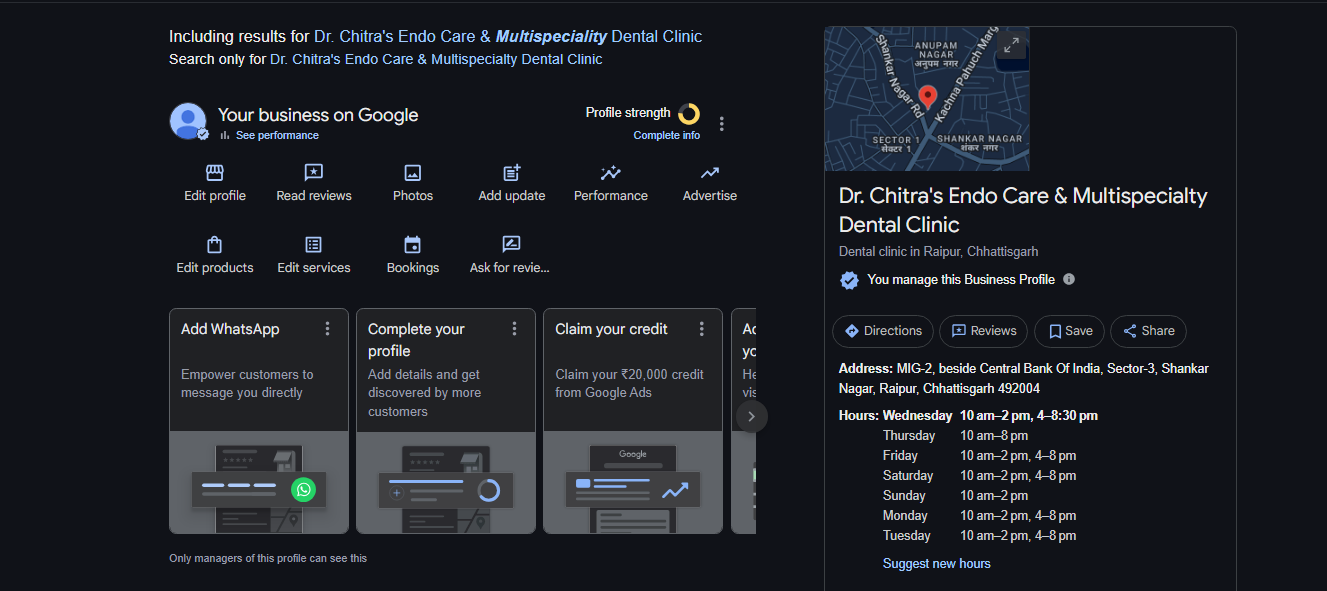 Including results for Dr. Chitra's Endo Care & Multispeciality Dental Clinic
Search only for Dr. Chitra's Endo Care & Multispecialty Dental Clinic
Your business on Google
See performance
Profile strength
Complete info
Edit profile
Read reviews
Photos
Add update
Performance
Advertise
Edit products
Edit services
Bookings
Ask for revie...
Add WhatsApp
Empower customers to
message you directly
Complete your
profile
Add details and get
discovered by more
customers
Claim your credit
Claim your ₹20,000 credit
from Google Ads
Google
Only managers of this profile can see this
ANUPAM
NAGAR
अनुपम नगर
Shankar Nagar Rd
Kachna Pahuch Marg
SECTOR 1
सेक्टर 1
SHANKAR NAGAR
शंकर नगर
Dr. Chitra's Endo Care & Multispecialty
Dental Clinic
Dental clinic in Raipur, Chhattisgarh
You manage this Business Profile
Directions
Reviews
Save
Share
Address: MIG-2, beside Central Bank Of India, Sector-3, Shankar
Nagar, Raipur, Chhattisgarh 492004
Hours: Wednesday 10 am–2 pm, 4–8:30 pm
Thursday 10 am–8 pm
Friday 10 am–2 pm, 4–8 pm
Saturday 10 am–2 pm, 4–8 pm
Sunday 10 am–2 pm
Monday 10 am–2 pm, 4–8 pm
Tuesday 10 am–2 pm, 4–8 pm
Suggest new hours